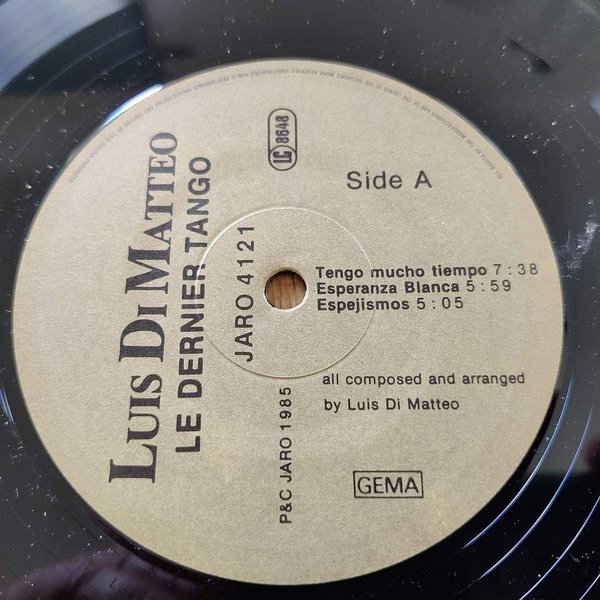 LUIS DI MATTEO
LE DERNIER TANGO
JARO 4121
P&C JARO 1985
LC 8648
Side A
Tengo mucho tiempo 7:38
Esperanza Blanca 5:59
Espejismos 5:05
all composed and arranged
by Luis Di Matteo
GEMA